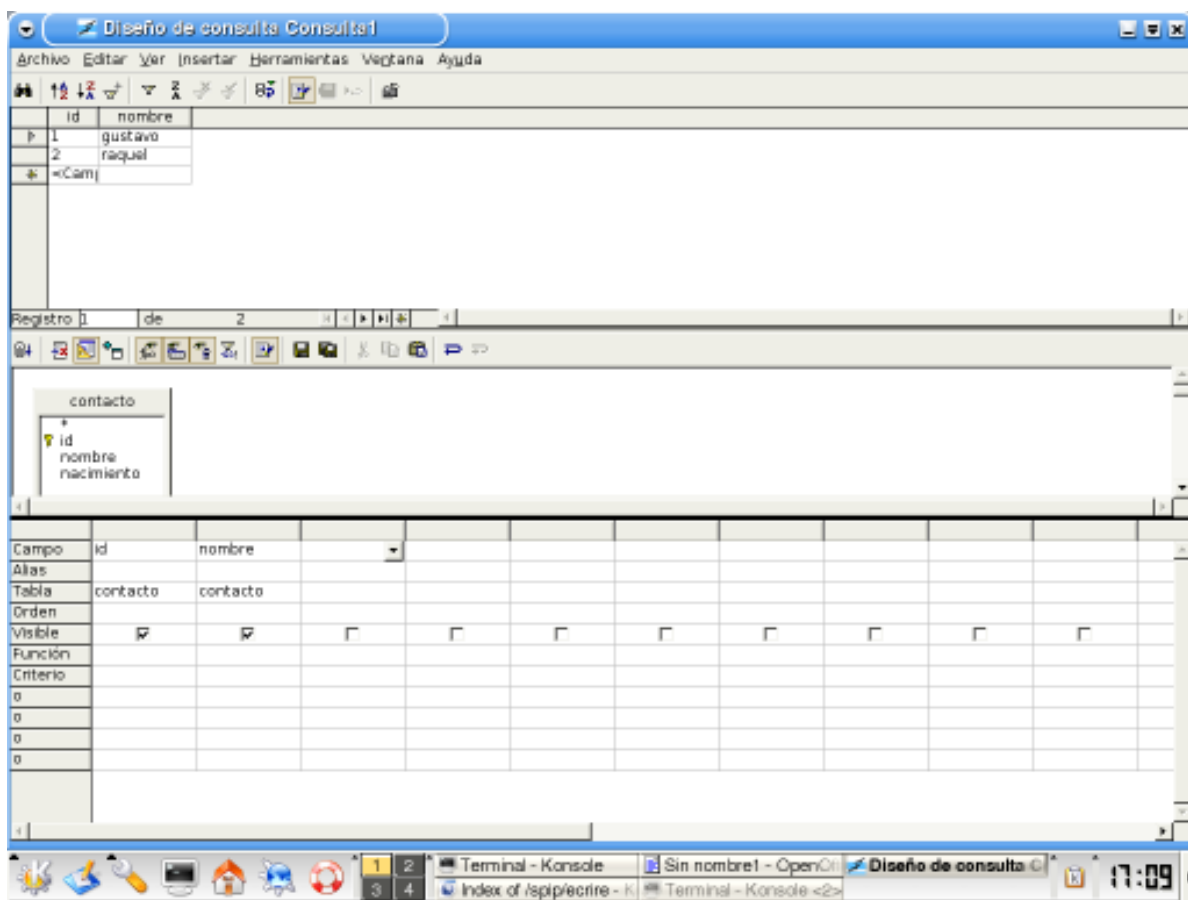 Diseño de consulta Consulta1
Archivo Editar Ver Insertar Herramientas Ventana Ayuda
id nombre
1 gustavo
2 raquel
Registro 1 de 2
contacto
*
id
nombre
nacimiento
Campo id nombre
Alias
Tabla contacto contacto
Orden
Visible
Función
Criterio
o
o
o
o
1 2 Terminal - Konsole Sin nombre1 - OpenOffi Diseño de consulta C
3 4 Index of /spip/ecrire - K Terminal - Konsole <2>
17:09